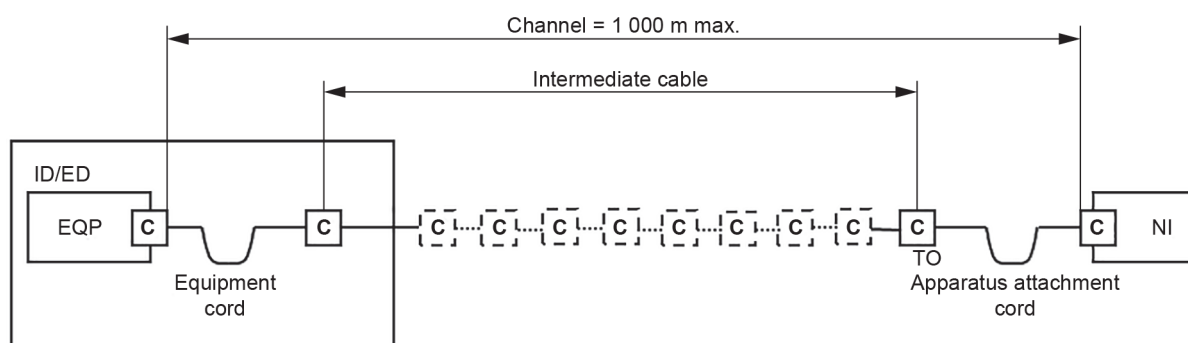 Channel = 1 000 m max.
Intermediate cable
ID/ED
EQP
C
C
C
C
C
C
C
C
C
C
C
C
NI
TO
Equipment
cord
Apparatus attachment
cord